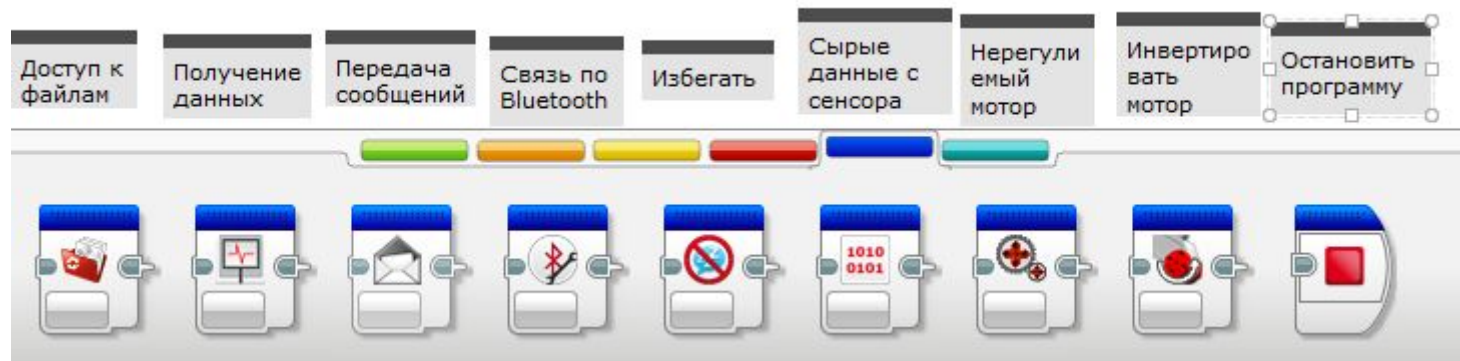 Доступ к
файлам
Получение
данных
Передача
сообщений
Связь по
Bluetooth
Избегать
Сырые
данные с
сенсора
Нерегули
емый
мотор
Инвертиро
вать
мотор
Остановить
программу
1010
0101